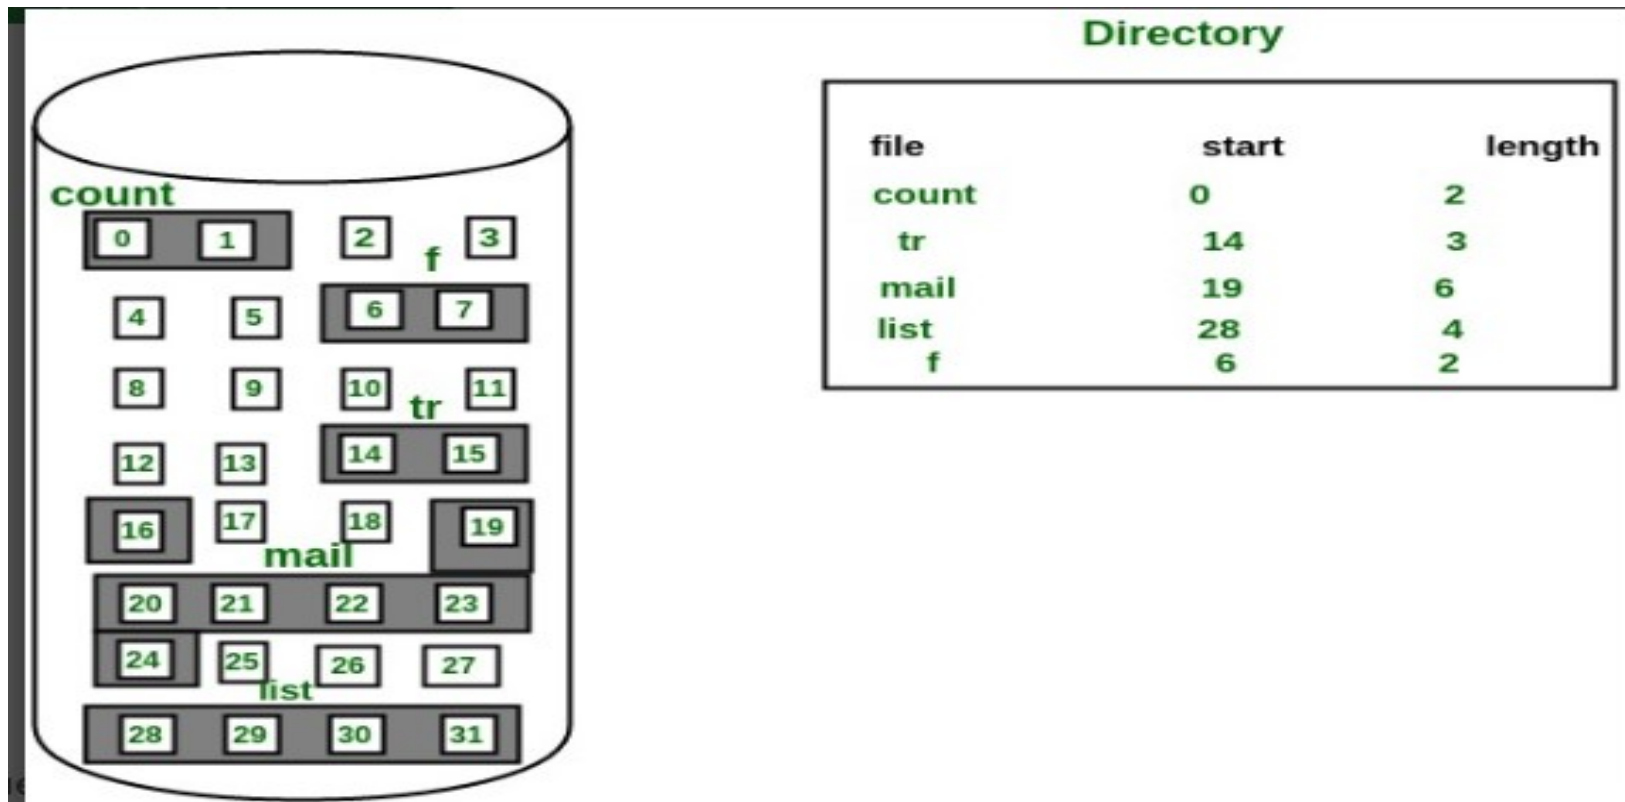 Directory
file start length
count 0 2
tr 14 3
mail 19 6
list 28 4
f 6 2
count
0 1 2 3
f
4 5 6 7
8 9 10 11
tr
12 13 14 15
16 17 18 19
mail
20 21 22 23
24 25 26 27
list
28 29 30 31